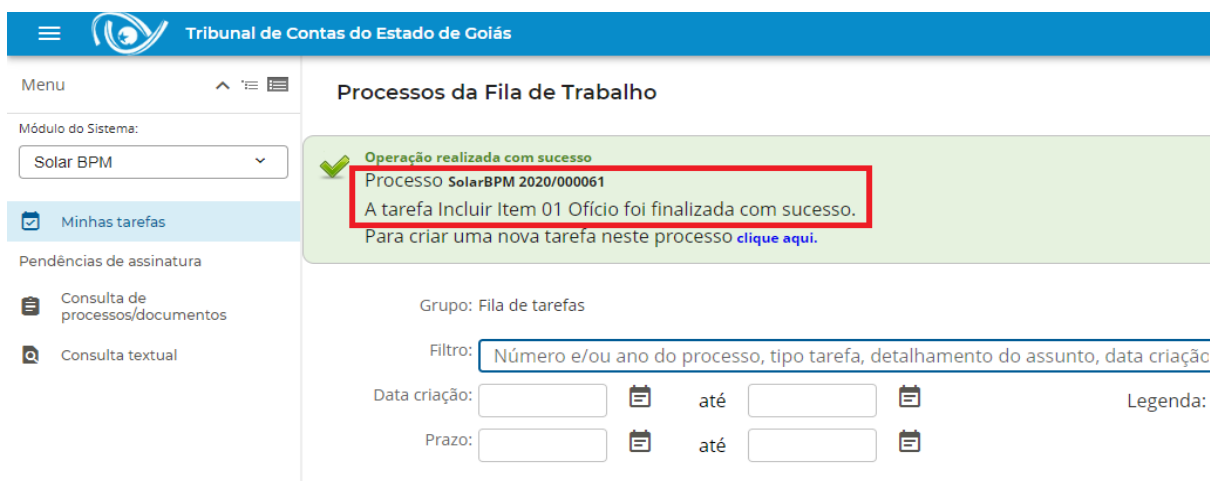 Tribunal de Contas do Estado de Goiás
Menu
Módulo do Sistema:
Solar BPM
Minhas tarefas
Pendências de assinatura
Consulta de
processos/documentos
Consulta textual
Processos da Fila de Trabalho
Operação realizada com sucesso
Processo SolarBPM 2020/000061
A tarefa Incluir Item 01 Ofício foi finalizada com sucesso.
Para criar uma nova tarefa neste processo clique aqui.
Grupo: Fila de tarefas
Filtro: Número e/ou ano do processo, tipo tarefa, detalhamento do assunto, data criação
Data criação: até Legenda:
Prazo: até